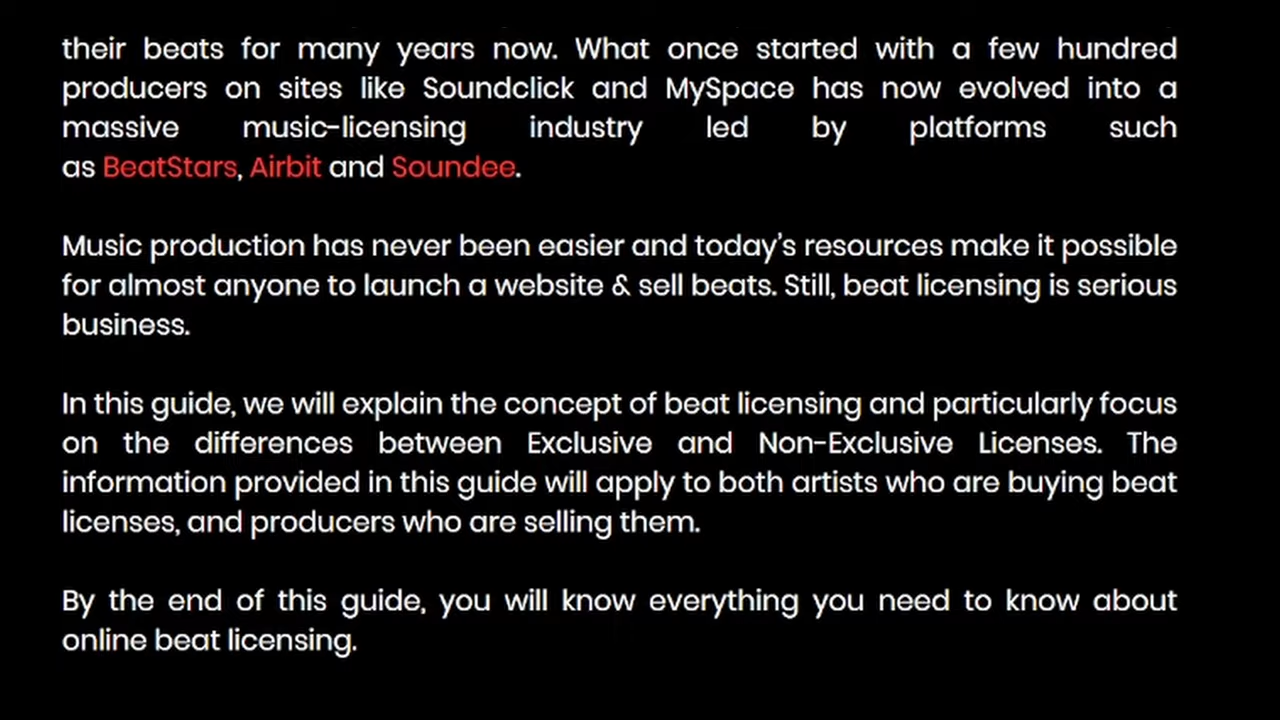 their beats for many years now. What once started with a few hundred
producers on sites like Soundclick and MySpace has now evolved into a
massive music-licensing industry led by platforms such
as BeatStars, Airbit and Soundee.
Music production has never been easier and today's resources make it possible
for almost anyone to launch a website & sell beats. Still, beat licensing is serious
business.
In this guide, we will explain the concept of beat licensing and particularly focus
on the differences between Exclusive and Non-Exclusive Licenses. The
information provided in this guide will apply to both artists who are buying beat
licenses, and producers who are selling them.
By the end of this guide, you will know everything you need to know about
online beat licensing.